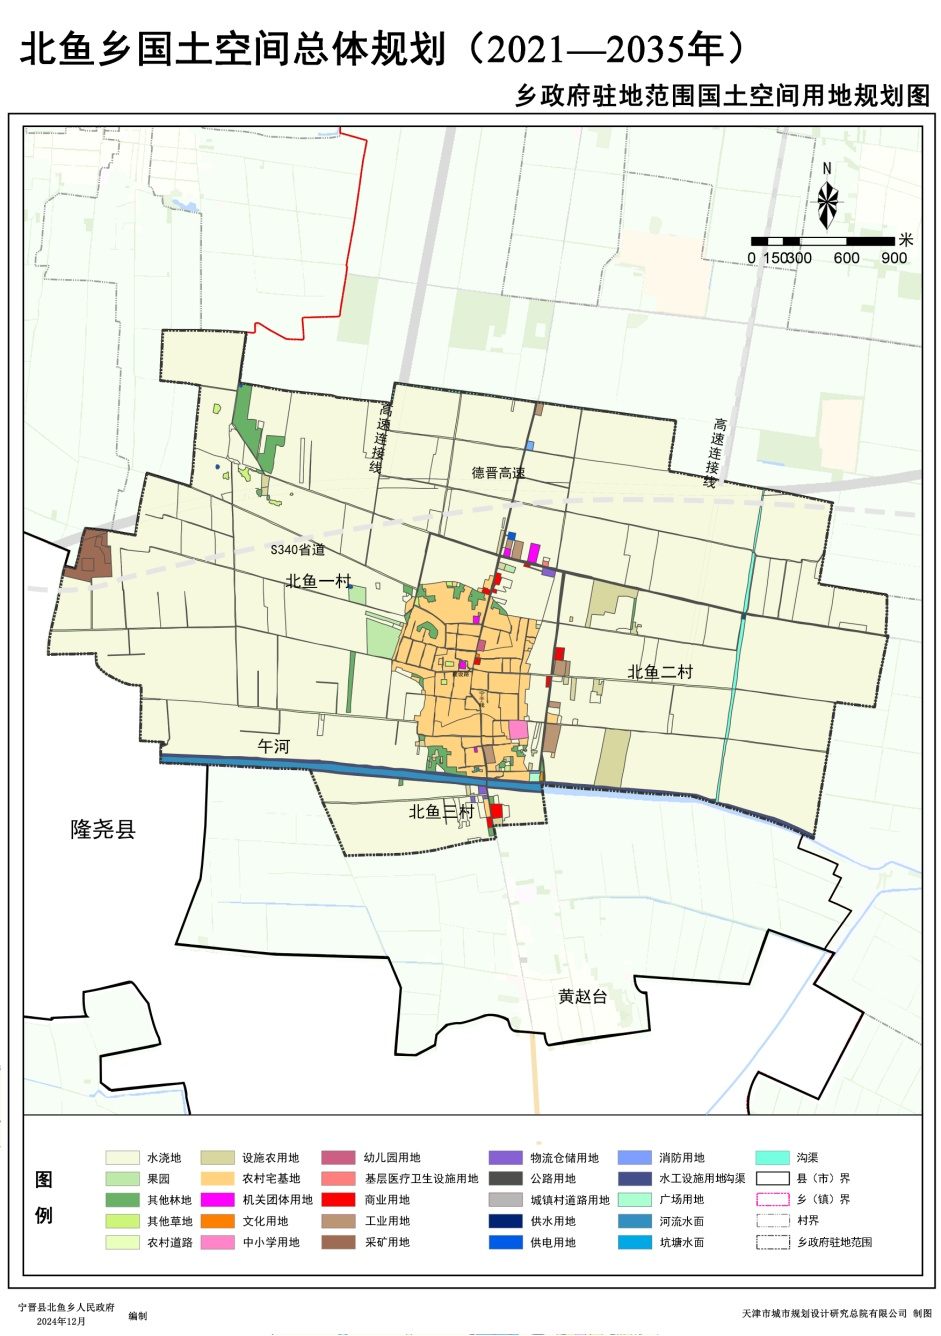 北鱼乡国土空间总体规划（2021—2035年）
乡政府驻地范围国土空间用地规划图
N
米
0 150 300 600 900
高速连接线
高速连接线
德晋高速
S340省道
北鱼一村
北鱼二村
午河
北鱼三村
隆尧县
黄赵台
图例
水浇地 设施农用地 幼儿园用地 物流仓储用地 消防用地 沟渠
果园 农村宅基地 基层医疗卫生设施用地 公路用地 水工设施用地沟渠 县（市）界
其他林地 机关团体用地 商业用地 城镇村道路用地 广场用地 乡（镇）界
其他草地 文化用地 工业用地 供水用地 河流水面 村界
农村道路 中小学用地 采矿用地 供电用地 坑塘水面 乡政府驻地范围
宁晋县北鱼乡人民政府
2024年12月
编制
天津市城市规划设计研究总院有限公司 制图